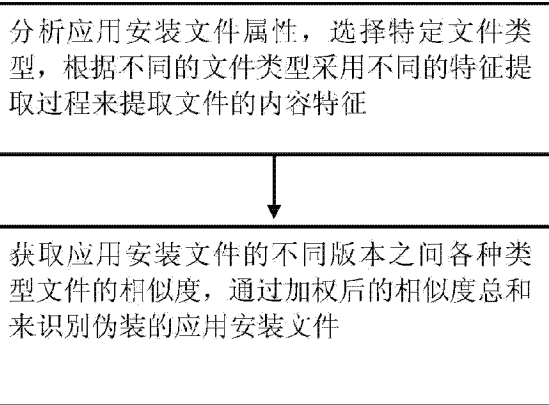 分析应用安装文件属性，选择特定文件类
型，根据不同的文件类型采用不同的特征提
取过程来提取文件的内容特征
获取应用安装文件的不同版本之间各种类
型文件的相似度，通过加权后的相似度总和
来识别伪装的应用安装文件